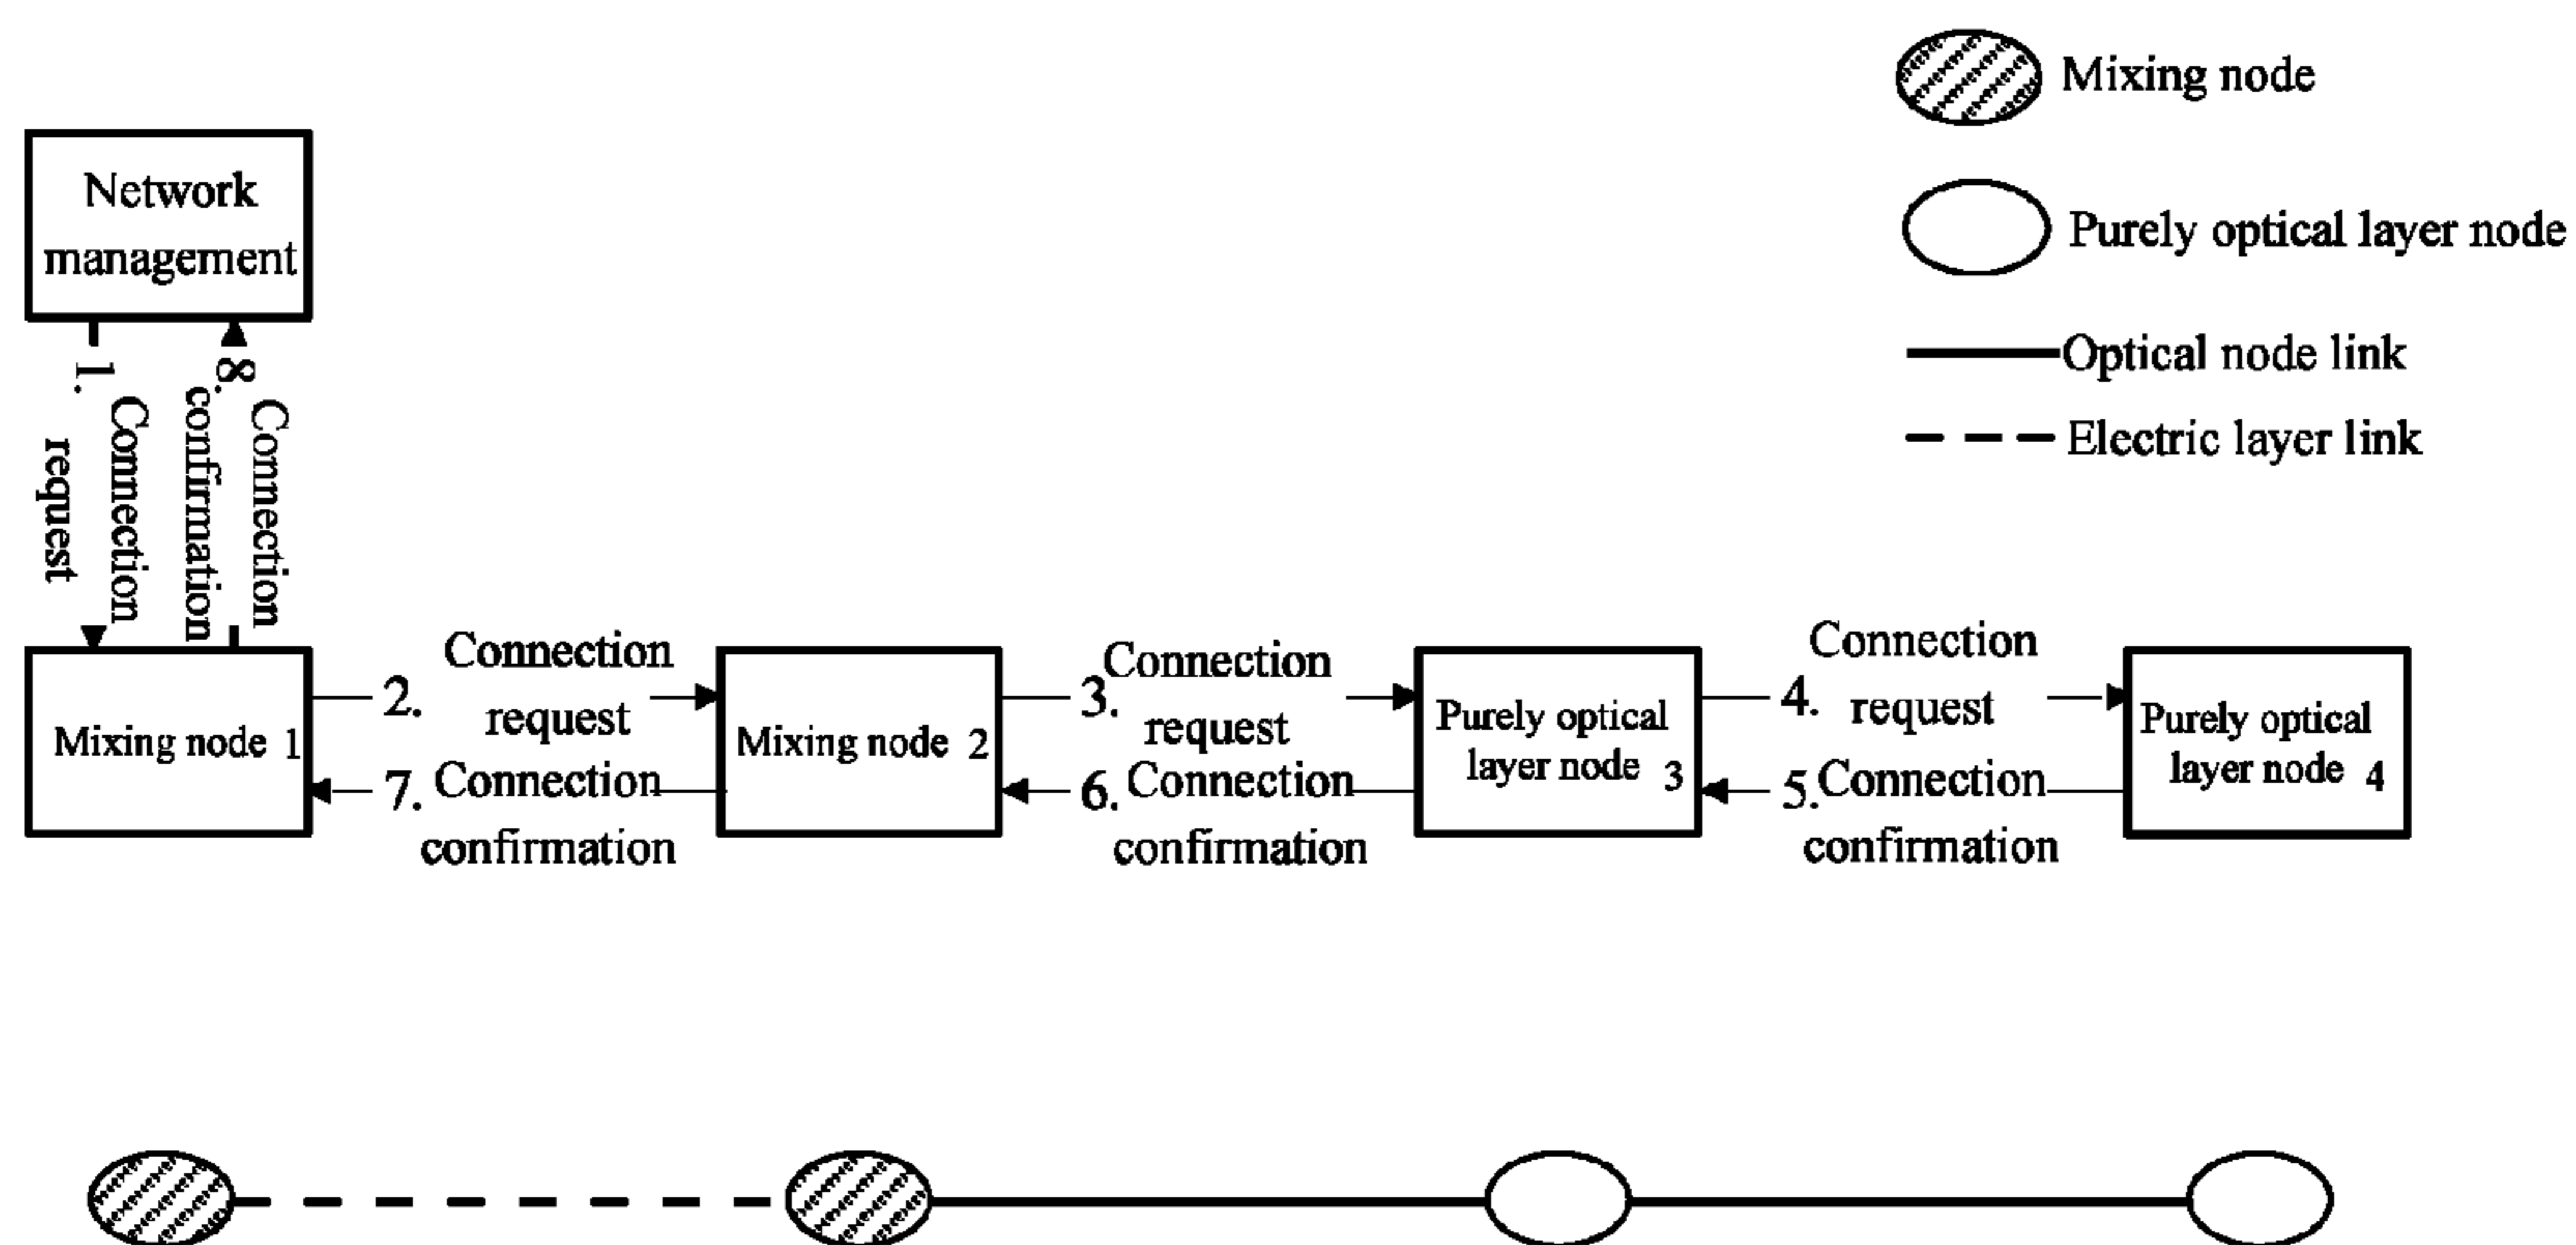 Mixing node
Purely optical layer node
Optical node link
Electric layer link
Network
management
1.
Connection
request
8.
Connection
confirmation
Mixing node 1
2.
Connection
request
7. Connection
confirmation
Mixing node 2
3.
Connection
request
6. Connection
confirmation
Purely optical
layer node 3
4.
Connection
request
5. Connection
confirmation
Purely optical
layer node 4